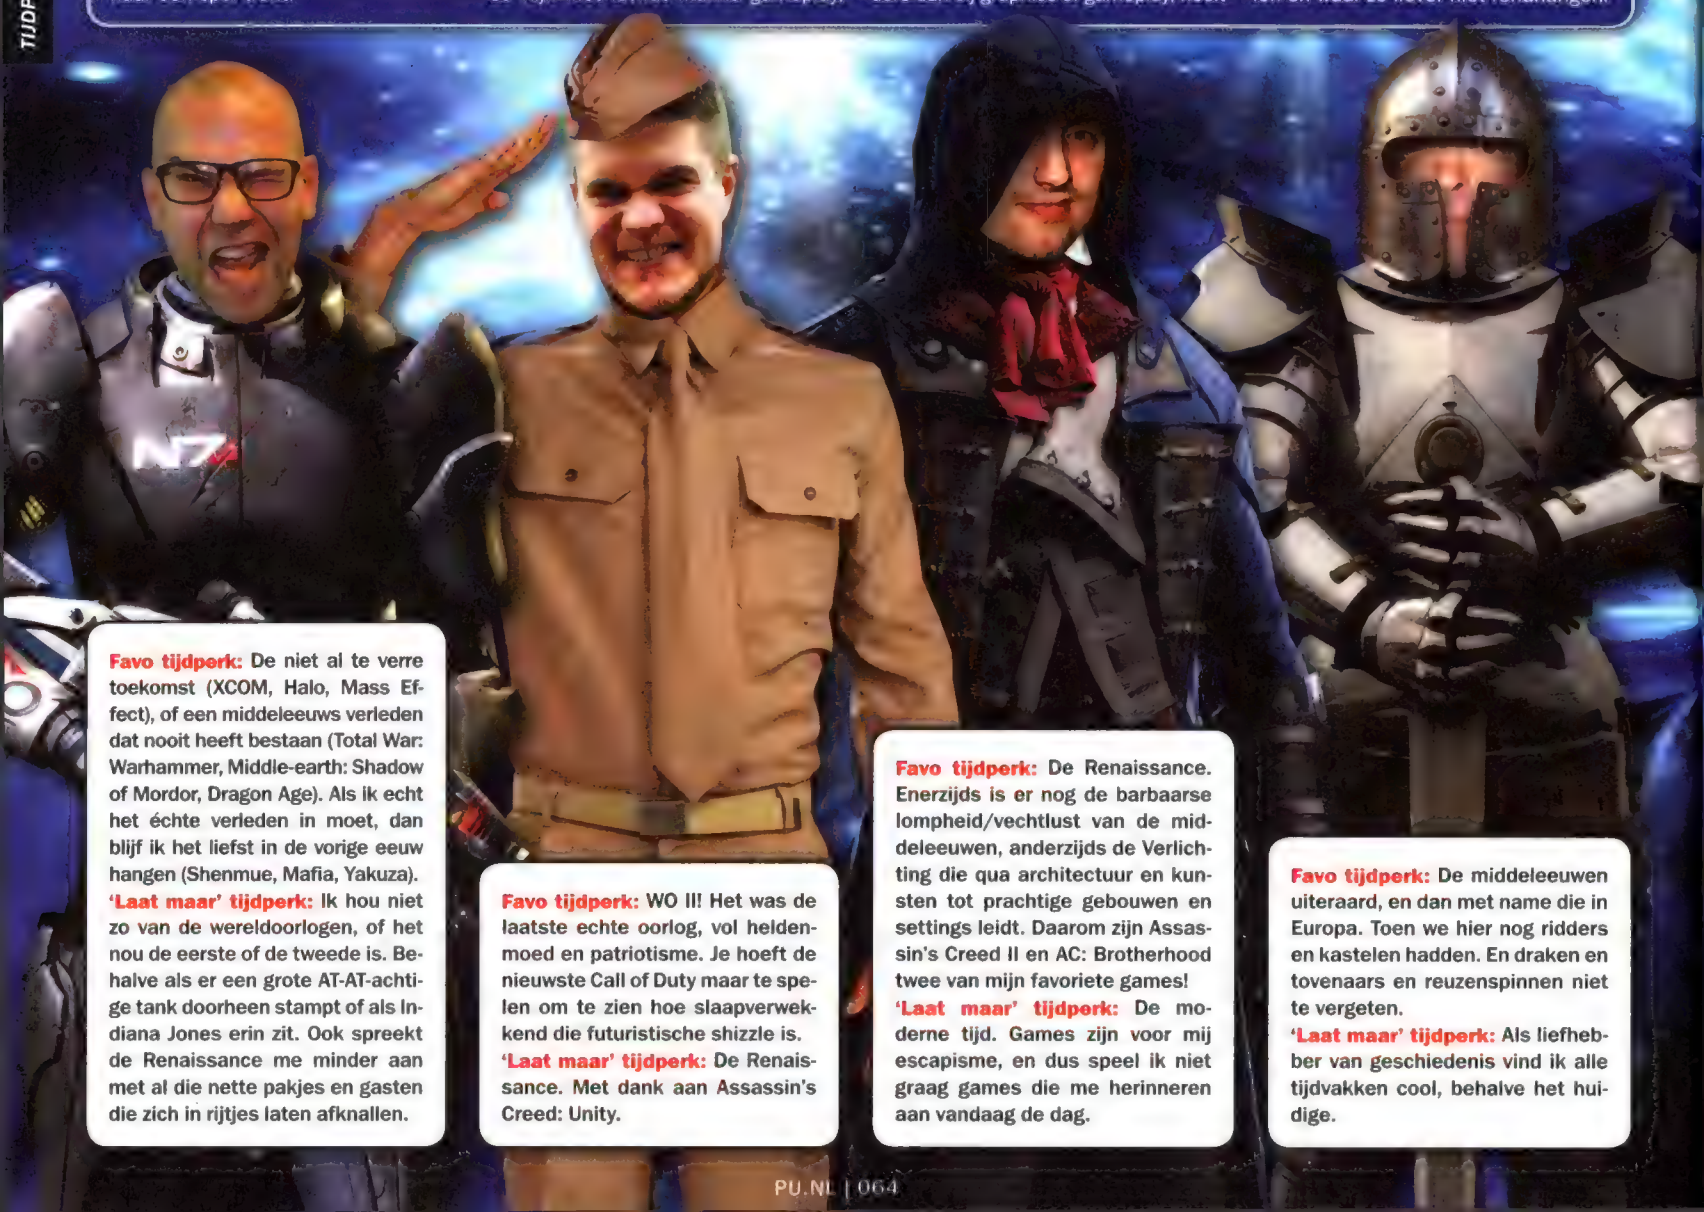 TIJDP
N7
Favo tijdperk: De niet al te verre
toekomst (XCOM, Halo, Mass Ef-
fect), of een middeleeuws verleden
dat nooit heeft bestaan (Total War:
Warhammer, Middle-earth: Shadow
of Mordor, Dragon Age). Als ik echt
het échte verleden in moet, dan
blijf ik het liefst in de vorige eeuw
hangen (Shenmue, Mafia, Yakuza).
'Laat maar' tijdperk: Ik hou niet
zo van de wereldoorlogen, of het
nou de eerste of de tweede is. Be-
halve als er een grote AT-AT-achti-
ge tank doorheen stampt of als In-
diana Jones erin zit. Ook spreekt
de Renaissance me minder aan
met al die nette pakjes en gasten
die zich in rijtjes laten afknallen.
Favo tijdperk: WO II! Het was de
laatste echte oorlog, vol helden-
moed en patriotisme. Je hoeft de
nieuwste Call of Duty maar te spe-
len om te zien hoe slaapverwek-
kend die futuristische shizzle is.
'Laat maar' tijdperk: De Renais-
sance. Met dank aan Assassin's
Creed: Unity.
Favo tijdperk: De Renaissance.
Enerzijds is er nog de barbaarse
lompheid/vechtlust van de mid-
deleeuwen, anderzijds de Verlich-
ting die qua architectuur en kun-
sten tot prachtige gebouwen en
settings leidt. Daarom zijn Assas-
sin's Creed II en AC: Brotherhood
twee van mijn favoriete games!
'Laat maar' tijdperk: De mo-
derne tijd. Games zijn voor mij
escapisme, en dus speel ik niet
graag games die me herinneren
aan vandaag de dag.
Favo tijdperk: De middeleeuwen
uiteraard, en dan met name die in
Europa. Toen we hier nog ridders
en kastelen hadden. En draken en
tovenaars en reuzenspinnen niet
te vergeten.
'Laat maar' tijdperk: Als liefheb-
ber van geschiedenis vind ik alle
tijdvakken cool, behalve het hui-
dige.
PU.NL | 064